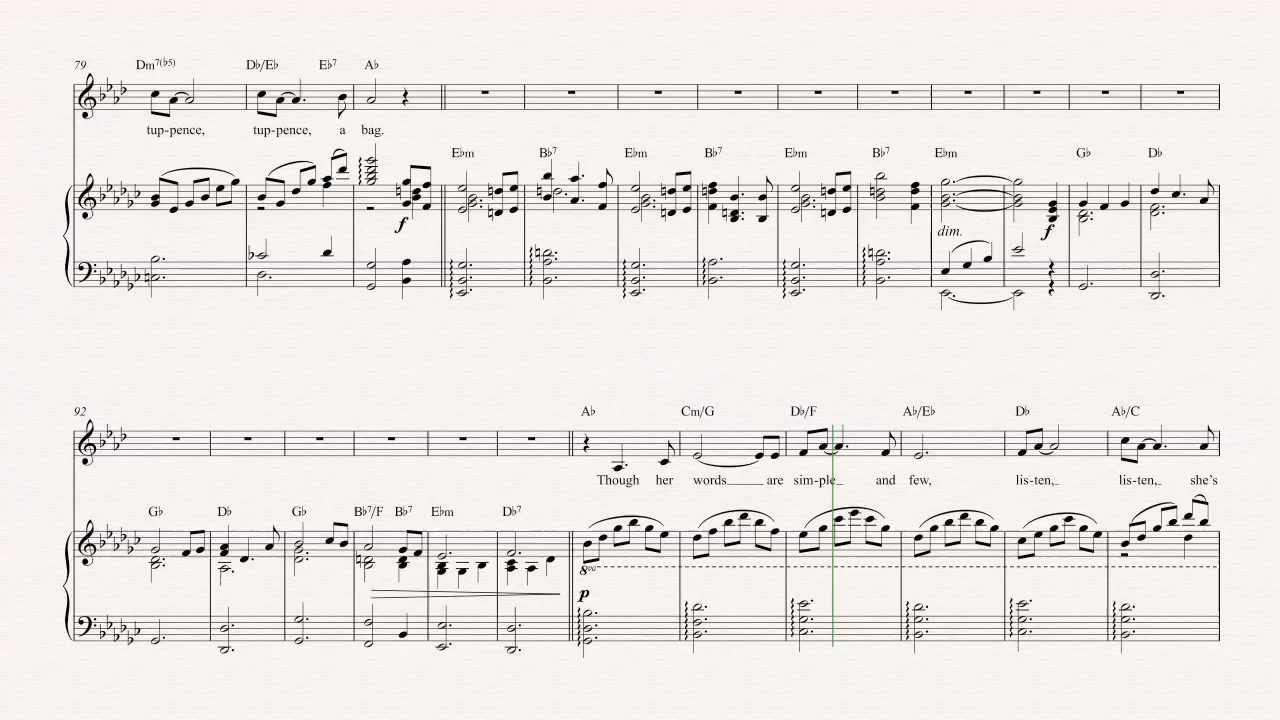 79 Dm7(♭5) D♭/E♭ E♭7 A♭
tup-pence, tup-pence, a bag.
E♭m B♭7 E♭m B♭7 E♭m B♭7 E♭m G♭ D♭
f dim. f
92 A♭ Cm/G D♭/F A♭/E♭ D♭ A♭/C
Though her words are sim-ple and few, lis-ten, lis-ten, she's
G♭ D♭ G♭ B♭7/F B♭7 E♭m D♭7
8va
p